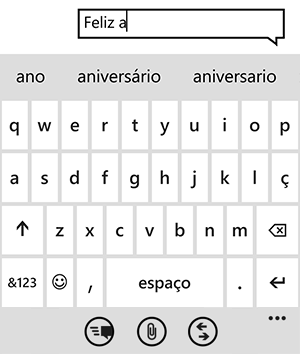 Feliz a
ano aniversário aniversario
q w e r t y u i o p
a s d f g h j k l ç
z x c v b n m
&123 , espaço .